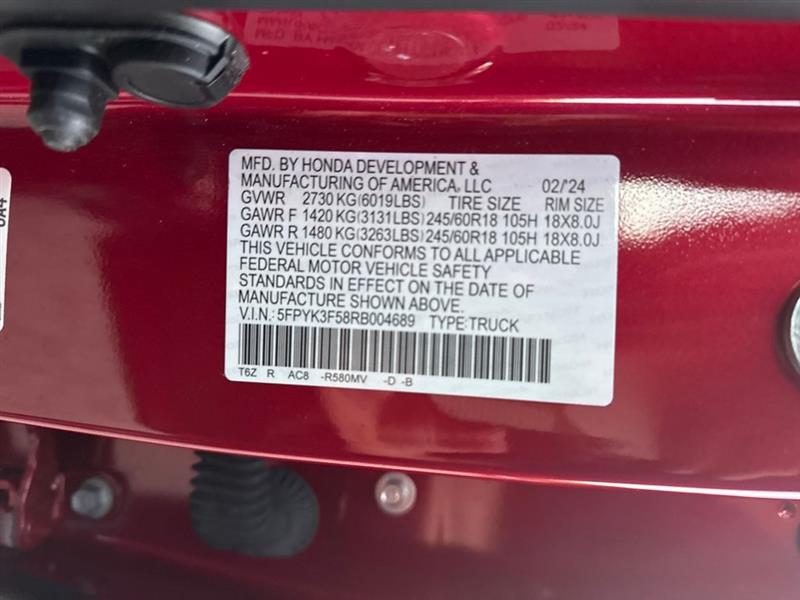 MFD. BY HONDA DEVELOPMENT &
MANUFACTURING OF AMERICA, LLC 02/'24
GVWR 2730 KG(6019LBS) TIRE SIZE RIM SIZE
GAWR F 1420 KG(3131LBS) 245/60R18 105H 18X8.0J
GAWR R 1480 KG(3263LBS) 245/60R18 105H 18X8.0J
THIS VEHICLE CONFORMS TO ALL APPLICABLE
FEDERAL MOTOR VEHICLE SAFETY
STANDARDS IN EFFECT ON THE DATE OF
MANUFACTURE SHOWN ABOVE.
V.I.N.: 5FPYK3F58RB004689 TYPE:TRUCK
T6Z R AC8 -R580MV -D -B